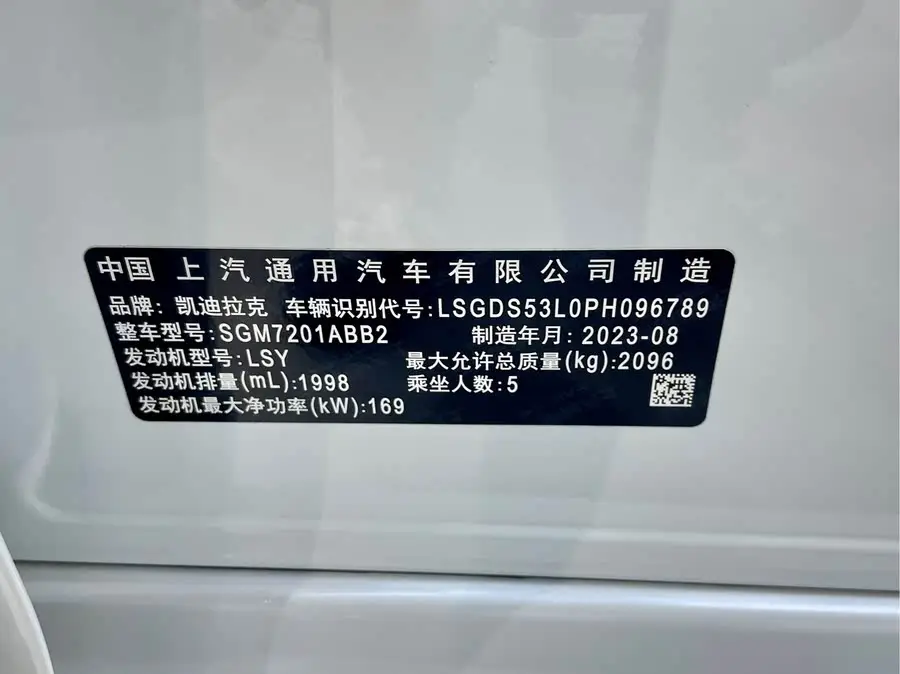 中国 上汽通用汽车有限公司制造
品牌: 凯迪拉克 车辆识别代号:LSGDS53L0PH096789
整车型号:SGM7201ABB2 制造年月: 2023-08
发动机型号:LSY 最大允许总质量(kg):2096
发动机排量(mL):1998 乘坐人数:5
发动机最大净功率(kW):169